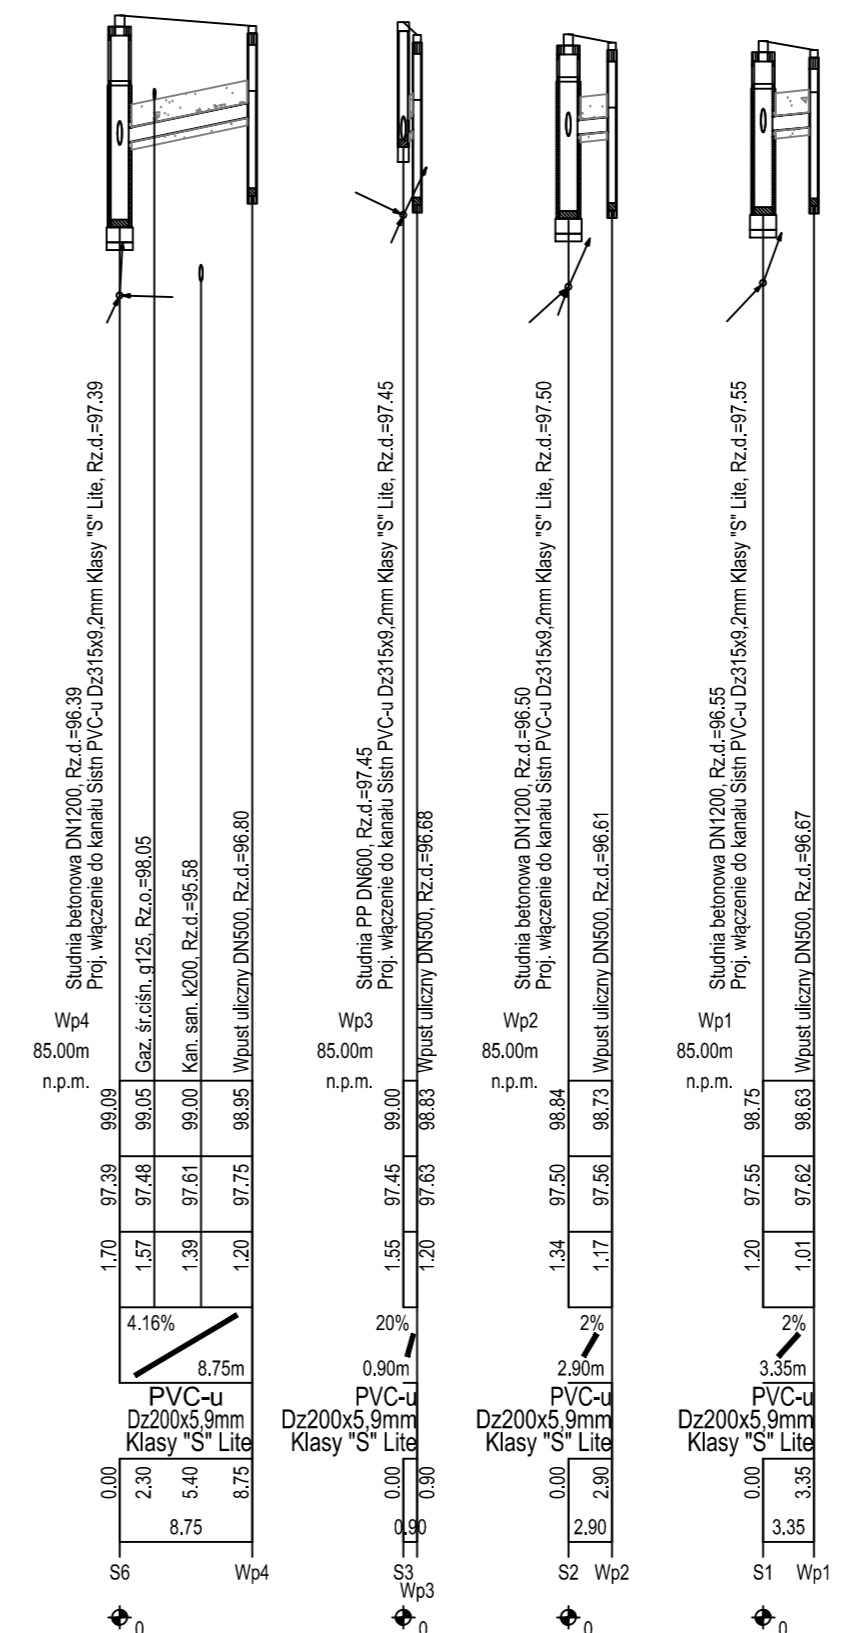 Studnia betonowa DN1200, Rz.d.=96.39
Proj. włączenie do kanału Sistn PVC-u Dz315x9,2mm Klasy "S" Lite, Rz.d.=97.39
Gaz. śr.ciśn. g125, Rz.o.=98.05
Kan. san. k200, Rz.d.=95.58
Wpust uliczny DN500, Rz.d.=96.80
Wp4
85.00m
n.p.m.
99.09 99.05 99.00 98.95
97.39 97.48 97.61 97.75
1.70 1.57 1.39 1.20
4.16%
8.75m
PVC-u
Dz200x5,9mm
Klasy "S" Lite
0.00 2.30 5.40 8.75
8.75
S6 Wp4
0
Studnia PP DN600, Rz.d.=97.45
Proj. włączenie do kanału Sistn PVC-u Dz315x9,2mm Klasy "S" Lite, Rz.d.=97.45
Wpust uliczny DN500, Rz.d.=96.68
Wp3
85.00m
n.p.m.
99.00 98.83
97.45 97.63
1.55 1.20
20%
0.90m
PVC-u
Dz200x5,9mm
Klasy "S" Lite
0.00 0.90
0.90
S3
Wp3
0
Studnia betonowa DN1200, Rz.d.=96.50
Proj. włączenie do kanału Sistn PVC-u Dz315x9,2mm Klasy "S" Lite, Rz.d.=97.50
Wpust uliczny DN500, Rz.d.=96.61
Wp2
85.00m
n.p.m.
98.84 98.73
97.50 97.56
1.34 1.17
2%
2.90m
PVC-u
Dz200x5,9mm
Klasy "S" Lite
0.00 2.90
2.90
S2 Wp2
0
Studnia betonowa DN1200, Rz.d.=96.55
Proj. włączenie do kanału Sistn PVC-u Dz315x9,2mm Klasy "S" Lite, Rz.d.=97.55
Wpust uliczny DN500, Rz.d.=96.67
Wp1
85.00m
n.p.m.
98.75 98.63
97.55 97.62
1.20 1.01
2%
3.35m
PVC-u
Dz200x5,9mm
Klasy "S" Lite
0.00 3.35
3.35
S1 Wp1
0